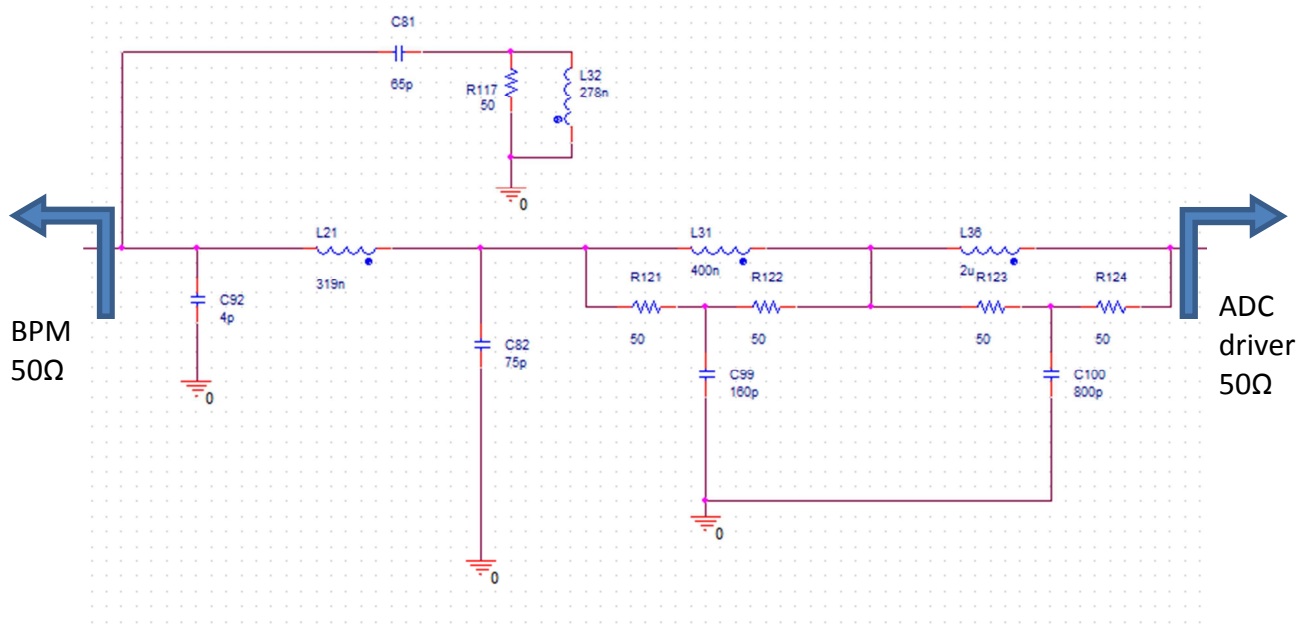 C81
65p
R117
50
L32
278n
0
L21
319n
L31
400n
L36
2u
C92
4p
R121
R122
R123
R124
50
50
50
50
C82
75p
C99
160p
C100
800p
0
0
0
BPM
50Ω
ADC
driver
50Ω